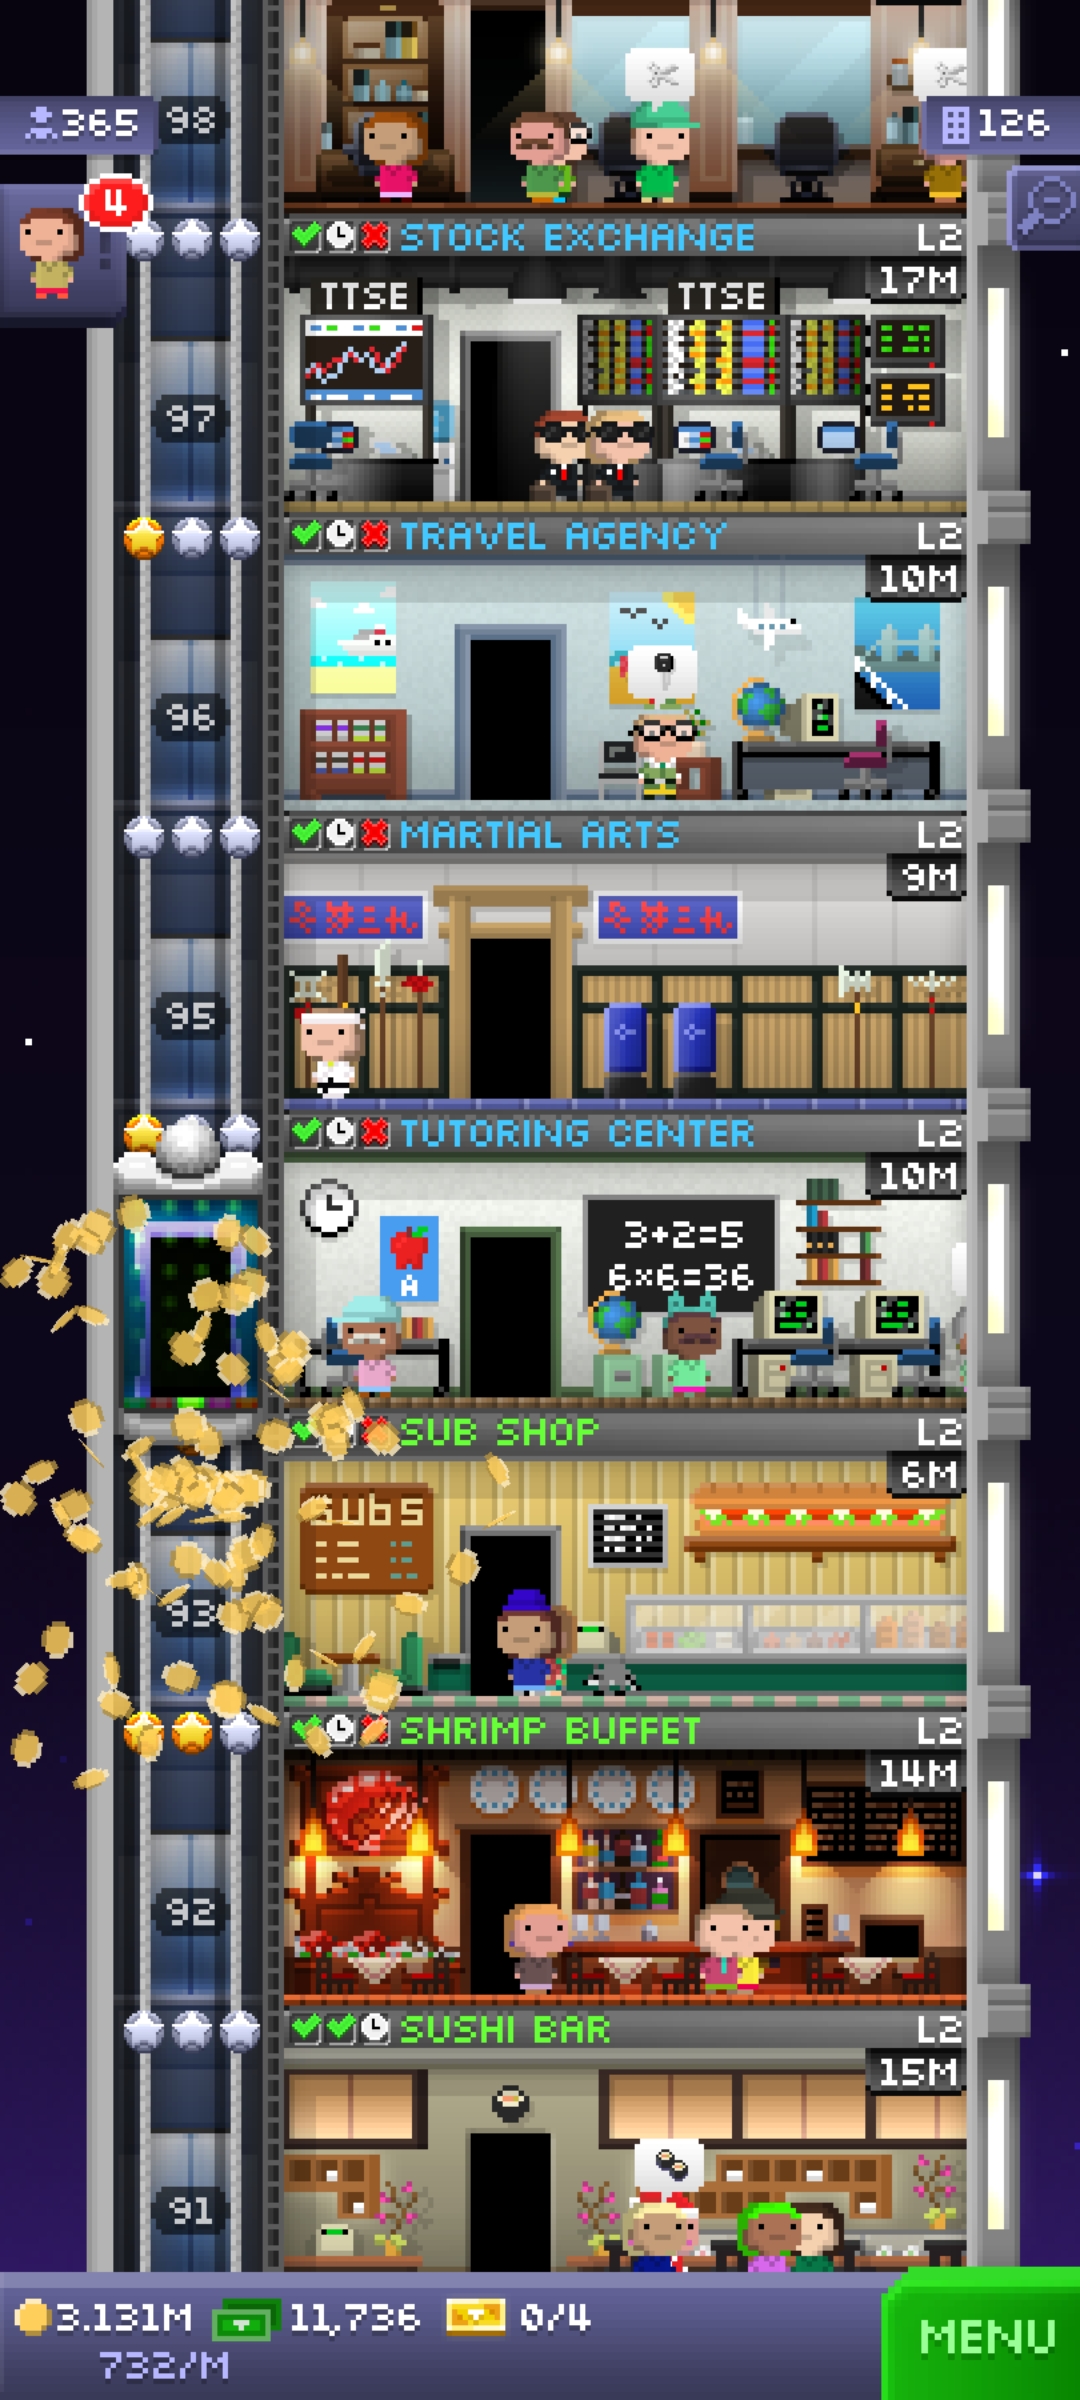 365
98
126
4
STOCK EXCHANGE L2
17M
TTSE TTSE
97
TRAVEL AGENCY L2
10M
96
MARTIAL ARTS L2
9M
95
TUTORING CENTER L2
10M
3+2=5
6×6=36
A
SUB SHOP L2
6M
SUBS
93
SHRIMP BUFFET L2
14M
92
SUSHI BAR L2
15M
91
3.131M 11,736 0/4
732/M
MENU